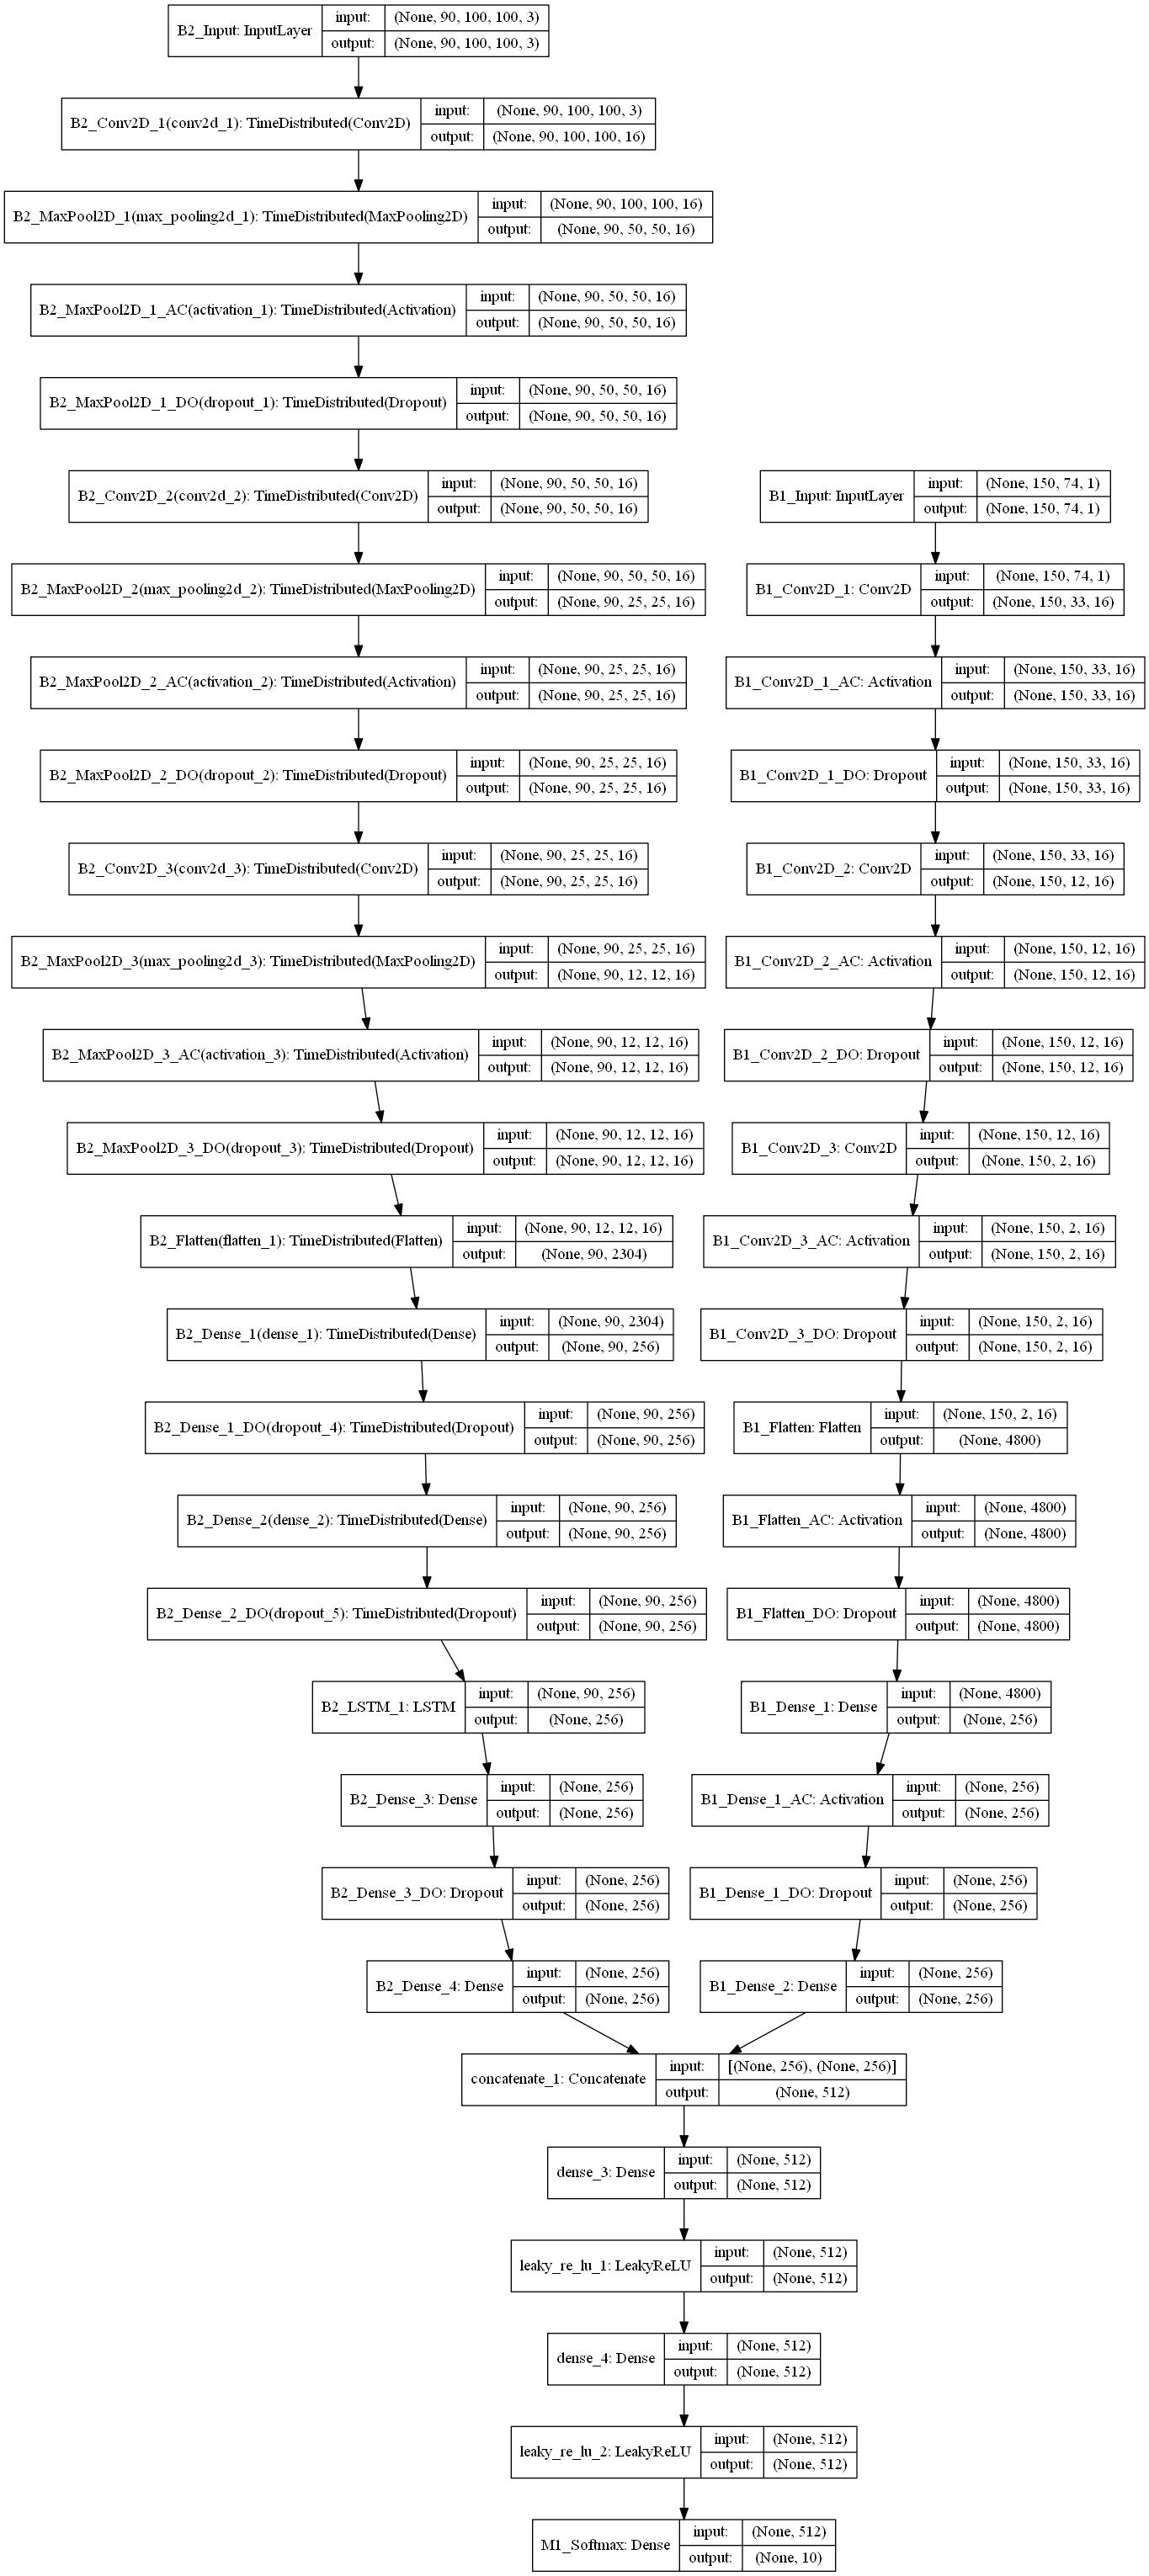 B2_Input: InputLayer
input:
(None, 90, 100, 100, 3)
output:
(None, 90, 100, 100, 3)
B2_Conv2D_1(conv2d_1): TimeDistributed(Conv2D)
input:
(None, 90, 100, 100, 3)
output:
(None, 90, 100, 100, 16)
B2_MaxPool2D_1(max_pooling2d_1): TimeDistributed(MaxPooling2D)
input:
(None, 90, 100, 100, 16)
output:
(None, 90, 50, 50, 16)
B2_MaxPool2D_1_AC(activation_1): TimeDistributed(Activation)
input:
(None, 90, 50, 50, 16)
output:
(None, 90, 50, 50, 16)
B2_MaxPool2D_1_DO(dropout_1): TimeDistributed(Dropout)
input:
(None, 90, 50, 50, 16)
output:
(None, 90, 50, 50, 16)
B2_Conv2D_2(conv2d_2): TimeDistributed(Conv2D)
input:
(None, 90, 50, 50, 16)
output:
(None, 90, 50, 50, 16)
B2_MaxPool2D_2(max_pooling2d_2): TimeDistributed(MaxPooling2D)
input:
(None, 90, 50, 50, 16)
output:
(None, 90, 25, 25, 16)
B2_MaxPool2D_2_AC(activation_2): TimeDistributed(Activation)
input:
(None, 90, 25, 25, 16)
output:
(None, 90, 25, 25, 16)
B2_MaxPool2D_2_DO(dropout_2): TimeDistributed(Dropout)
input:
(None, 90, 25, 25, 16)
output:
(None, 90, 25, 25, 16)
B2_Conv2D_3(conv2d_3): TimeDistributed(Conv2D)
input:
(None, 90, 25, 25, 16)
output:
(None, 90, 25, 25, 16)
B2_MaxPool2D_3(max_pooling2d_3): TimeDistributed(MaxPooling2D)
input:
(None, 90, 25, 25, 16)
output:
(None, 90, 12, 12, 16)
B2_MaxPool2D_3_AC(activation_3): TimeDistributed(Activation)
input:
(None, 90, 12, 12, 16)
output:
(None, 90, 12, 12, 16)
B2_MaxPool2D_3_DO(dropout_3): TimeDistributed(Dropout)
input:
(None, 90, 12, 12, 16)
output:
(None, 90, 12, 12, 16)
B2_Flatten(flatten_1): TimeDistributed(Flatten)
input:
(None, 90, 12, 12, 16)
output:
(None, 90, 2304)
B2_Dense_1(dense_1): TimeDistributed(Dense)
input:
(None, 90, 2304)
output:
(None, 90, 256)
B2_Dense_1_DO(dropout_4): TimeDistributed(Dropout)
input:
(None, 90, 256)
output:
(None, 90, 256)
B2_Dense_2(dense_2): TimeDistributed(Dense)
input:
(None, 90, 256)
output:
(None, 90, 256)
B2_Dense_2_DO(dropout_5): TimeDistributed(Dropout)
input:
(None, 90, 256)
output:
(None, 90, 256)
B2_LSTM_1: LSTM
input:
(None, 90, 256)
output:
(None, 256)
B2_Dense_3: Dense
input:
(None, 256)
output:
(None, 256)
B2_Dense_3_DO: Dropout
input:
(None, 256)
output:
(None, 256)
B2_Dense_4: Dense
input:
(None, 256)
output:
(None, 256)
B1_Input: InputLayer
input:
(None, 150, 74, 1)
output:
(None, 150, 74, 1)
B1_Conv2D_1: Conv2D
input:
(None, 150, 74, 1)
output:
(None, 150, 33, 16)
B1_Conv2D_1_AC: Activation
input:
(None, 150, 33, 16)
output:
(None, 150, 33, 16)
B1_Conv2D_1_DO: Dropout
input:
(None, 150, 33, 16)
output:
(None, 150, 33, 16)
B1_Conv2D_2: Conv2D
input:
(None, 150, 33, 16)
output:
(None, 150, 12, 16)
B1_Conv2D_2_AC: Activation
input:
(None, 150, 12, 16)
output:
(None, 150, 12, 16)
B1_Conv2D_2_DO: Dropout
input:
(None, 150, 12, 16)
output:
(None, 150, 12, 16)
B1_Conv2D_3: Conv2D
input:
(None, 150, 12, 16)
output:
(None, 150, 2, 16)
B1_Conv2D_3_AC: Activation
input:
(None, 150, 2, 16)
output:
(None, 150, 2, 16)
B1_Conv2D_3_DO: Dropout
input:
(None, 150, 2, 16)
output:
(None, 150, 2, 16)
B1_Flatten: Flatten
input:
(None, 150, 2, 16)
output:
(None, 4800)
B1_Flatten_AC: Activation
input:
(None, 4800)
output:
(None, 4800)
B1_Flatten_DO: Dropout
input:
(None, 4800)
output:
(None, 4800)
B1_Dense_1: Dense
input:
(None, 4800)
output:
(None, 256)
B1_Dense_1_AC: Activation
input:
(None, 256)
output:
(None, 256)
B1_Dense_1_DO: Dropout
input:
(None, 256)
output:
(None, 256)
B1_Dense_2: Dense
input:
(None, 256)
output:
(None, 256)
concatenate_1: Concatenate
input:
[(None, 256), (None, 256)]
output:
(None, 512)
dense_3: Dense
input:
(None, 512)
output:
(None, 512)
leaky_re_lu_1: LeakyReLU
input:
(None, 512)
output:
(None, 512)
dense_4: Dense
input:
(None, 512)
output:
(None, 512)
leaky_re_lu_2: LeakyReLU
input:
(None, 512)
output:
(None, 512)
M1_Softmax: Dense
input:
(None, 512)
output:
(None, 10)